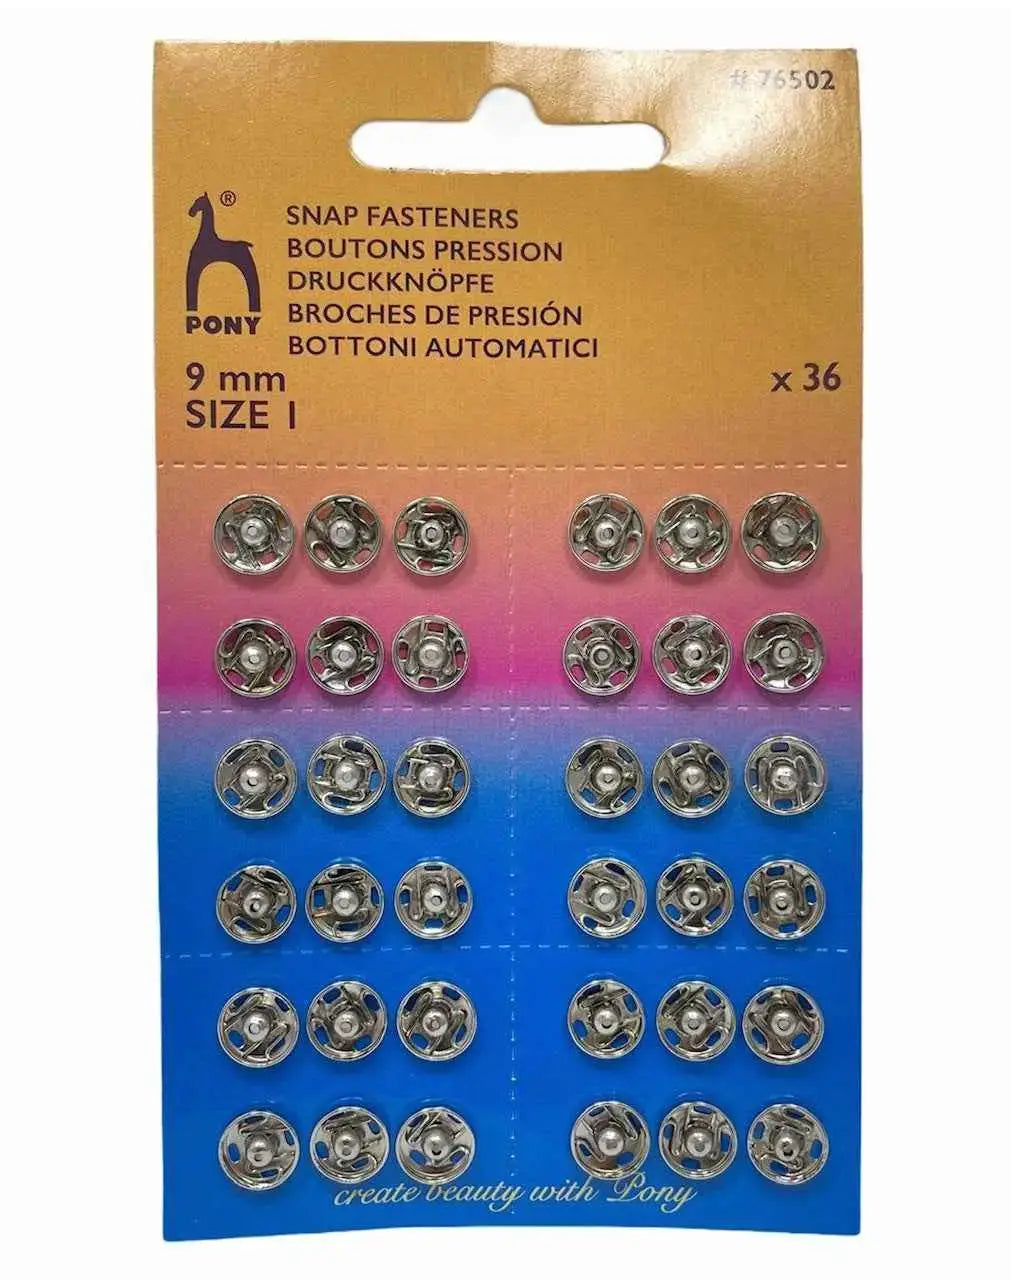 # 76502
®
PONY
SNAP FASTENERS
BOUTONS PRESSION
DRUCKKNÖPFE
BROCHES DE PRESIÓN
BOTTONI AUTOMATICI
9 mm
SIZE 1
x 36
create beauty with Pony